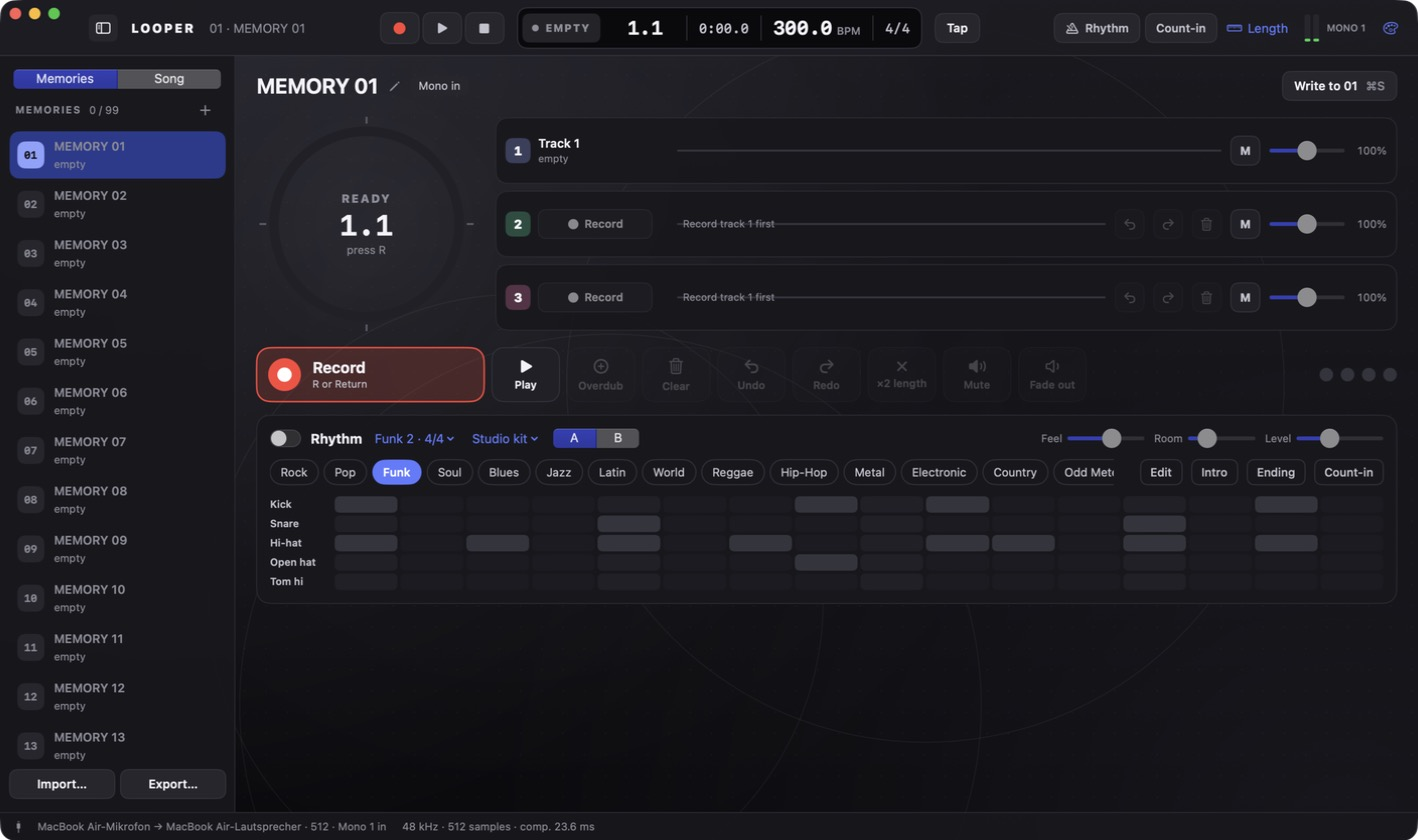 LOOPER 01 · MEMORY 01
EMPTY 1.1 0:00.0 300.0 BPM 4/4 Tap
Rhythm Count-in Length MONO 1
Memories Song
MEMORIES 0 / 99
01 MEMORY 01
empty
02 MEMORY 02
empty
03 MEMORY 03
empty
04 MEMORY 04
empty
05 MEMORY 05
empty
06 MEMORY 06
empty
07 MEMORY 07
empty
08 MEMORY 08
empty
09 MEMORY 09
empty
10 MEMORY 10
empty
11 MEMORY 11
empty
12 MEMORY 12
empty
13 MEMORY 13
empty
Import... Export...
MEMORY 01 Mono in Write to 01 ⌘S
READY
1.1
press R
1 Track 1 M 100%
empty
2 Record Record track 1 first M 100%
3 Record Record track 1 first M 100%
Record
R or Return
Play Overdub Clear Undo Redo ×2 length Mute Fade out
Rhythm Funk 2 · 4/4 Studio kit A B Feel Room Level
Rock Pop Funk Soul Blues Jazz Latin World Reggae Hip-Hop Metal Electronic Country Odd Mete Edit Intro Ending Count-in
Kick
Snare
Hi-hat
Open hat
Tom hi
MacBook Air-Mikrofon → MacBook Air-Lautsprecher · 512 · Mono 1 in 48 kHz · 512 samples · comp. 23.6 ms